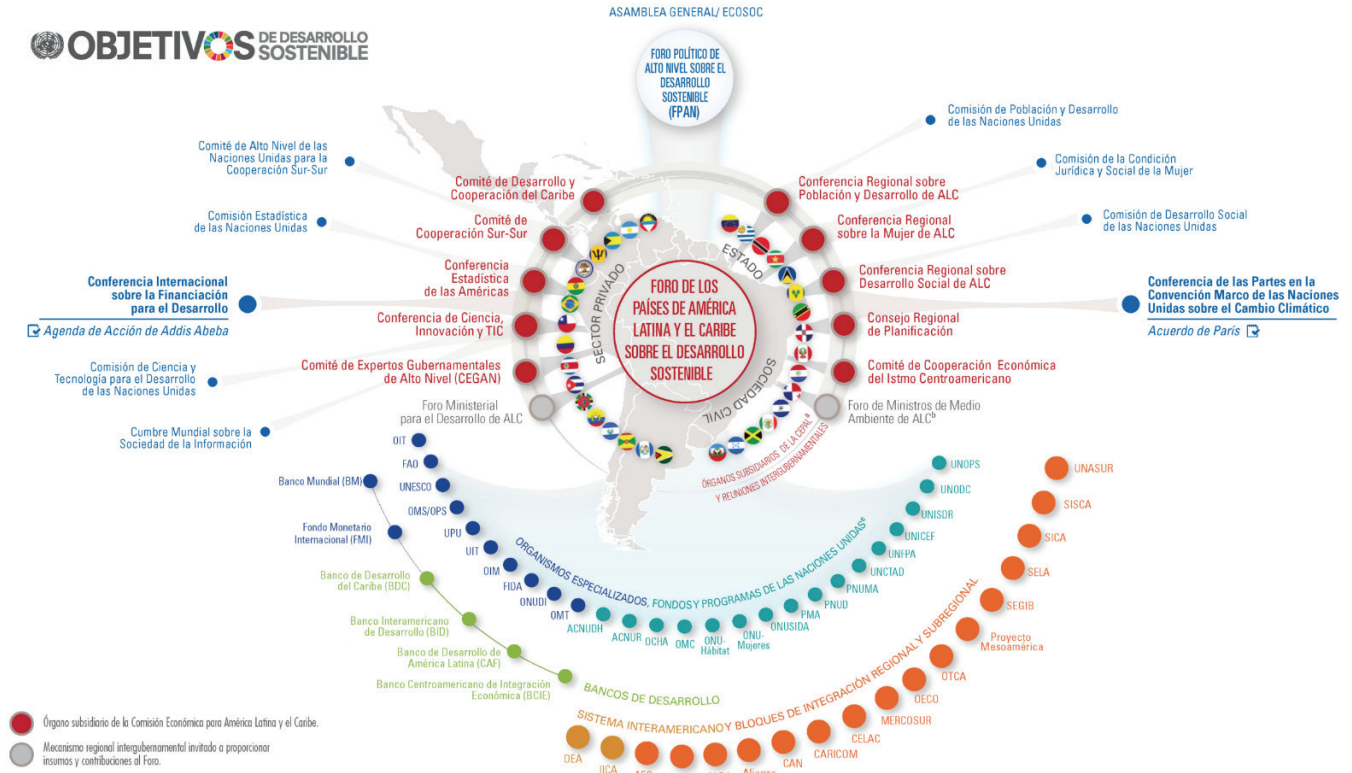 ASAMBLEA GENERAL/ ECOSOC
OBJETIVOS DE DESARROLLO
SOSTENIBLE
FORO POLÍTICO DE
ALTO NIVEL SOBRE EL
DESARROLLO
SOSTENIBLE
(FPAN)
Comité de Alto Nivel de las
Naciones Unidas para la
Cooperación Sur-Sur
Comisión Estadística
de las Naciones Unidas
Conferencia Internacional
sobre la Financiación
para el Desarrollo
Agenda de Acción de Addis Abeba
Comisión de Ciencia y
Tecnología para el Desarrollo
de las Naciones Unidas
Cumbre Mundial sobre la
Sociedad de la Información
Comité de Desarrollo y
Cooperación del Caribe
Comité de
Cooperación Sur-Sur
Conferencia
Estadística
de las Américas
Conferencia de Ciencia,
Innovación y TIC
Comité de Expertos Gubernamentales
de Alto Nivel (CEGAN)
Foro Ministerial
para el Desarrollo de ALC
SECTOR PRIVADO
ESTADO
SOCIEDAD CIVIL
FORO DE LOS
PAÍSES DE AMÉRICA
LATINA Y EL CARIBE
SOBRE EL DESARROLLO
SOSTENIBLE
Conferencia Regional sobre
Población y Desarrollo de ALC
Conferencia Regional
sobre la Mujer de ALC
Conferencia Regional sobre
Desarrollo Social de ALC
Consejo Regional
de Planificación
Comité de Cooperación Económica
del Istmo Centroamericano
Foro de Ministros de Medio
Ambiente de ALCᵇ
ÓRGANOS SUBSIDIARIOS DE LA CEPALª
Y REUNIONES INTERGUBERNAMENTALES
Comisión de Población y Desarrollo
de las Naciones Unidas
Comisión de la Condición
Jurídica y Social de la Mujer
Comisión de Desarrollo Social
de las Naciones Unidas
Conferencia de las Partes en la
Convención Marco de las Naciones
Unidas sobre el Cambio Climático
Acuerdo de París
OIT
FAO
UNESCO
OMS/OPS
UPU
UIT
OIM
FIDA
ONUDI
OMT
ACNUDH
ACNUR
OCHA
OMC
ONU-
Hábitat
ONU-
Mujeres
ONUSIDA
PMA
PNUD
PNUMA
UNCTAD
UNFPA
UNICEF
UNISDR
UNODC
UNOPS
ORGANISMOS ESPECIALIZADOS, FONDOS Y PROGRAMAS DE LAS NACIONES UNIDASᶜ
Banco Mundial (BM)
Fondo Monetario
Internacional (FMI)
Banco de Desarrollo
del Caribe (BDC)
Banco Interamericano
de Desarrollo (BID)
Banco de Desarrollo de
América Latina (CAF)
Banco Centroamericano de Integración
Económica (BCIE)
BANCOS DE DESARROLLO
SISTEMA INTERAMERICANO Y BLOQUES DE INTEGRACIÓN REGIONAL Y SUBREGIONAL
OEA
IICA
CAN
CARICOM
CELAC
MERCOSUR
OECO
OTCA
Proyecto
Mesoamérica
SEGIB
SELA
SICA
SISCA
UNASUR
Órgano subsidiario de la Comisión Económica para América Latina y el Caribe.
Mecanismo regional intergubernamental invitado a proporcionar
insumos y contribuciones al Foro.